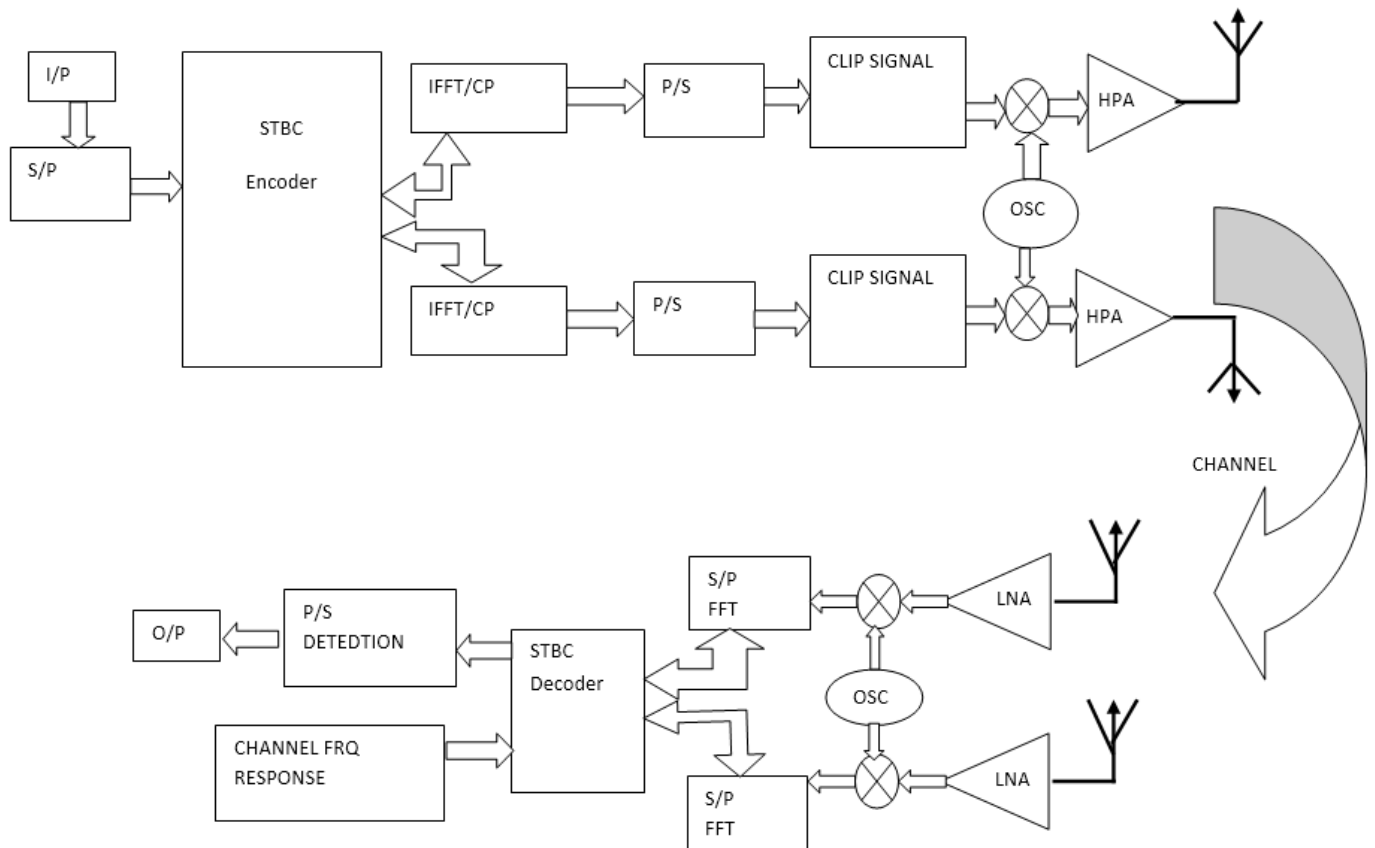 I/P
S/P
STBC
Encoder
IFFT/CP
P/S
CLIP SIGNAL
HPA
OSC
IFFT/CP
P/S
CLIP SIGNAL
HPA
CHANNEL
S/P
FFT
LNA
O/P
P/S
DETEDTION
STBC
Decoder
OSC
CHANNEL FRQ
RESPONSE
S/P
FFT
LNA